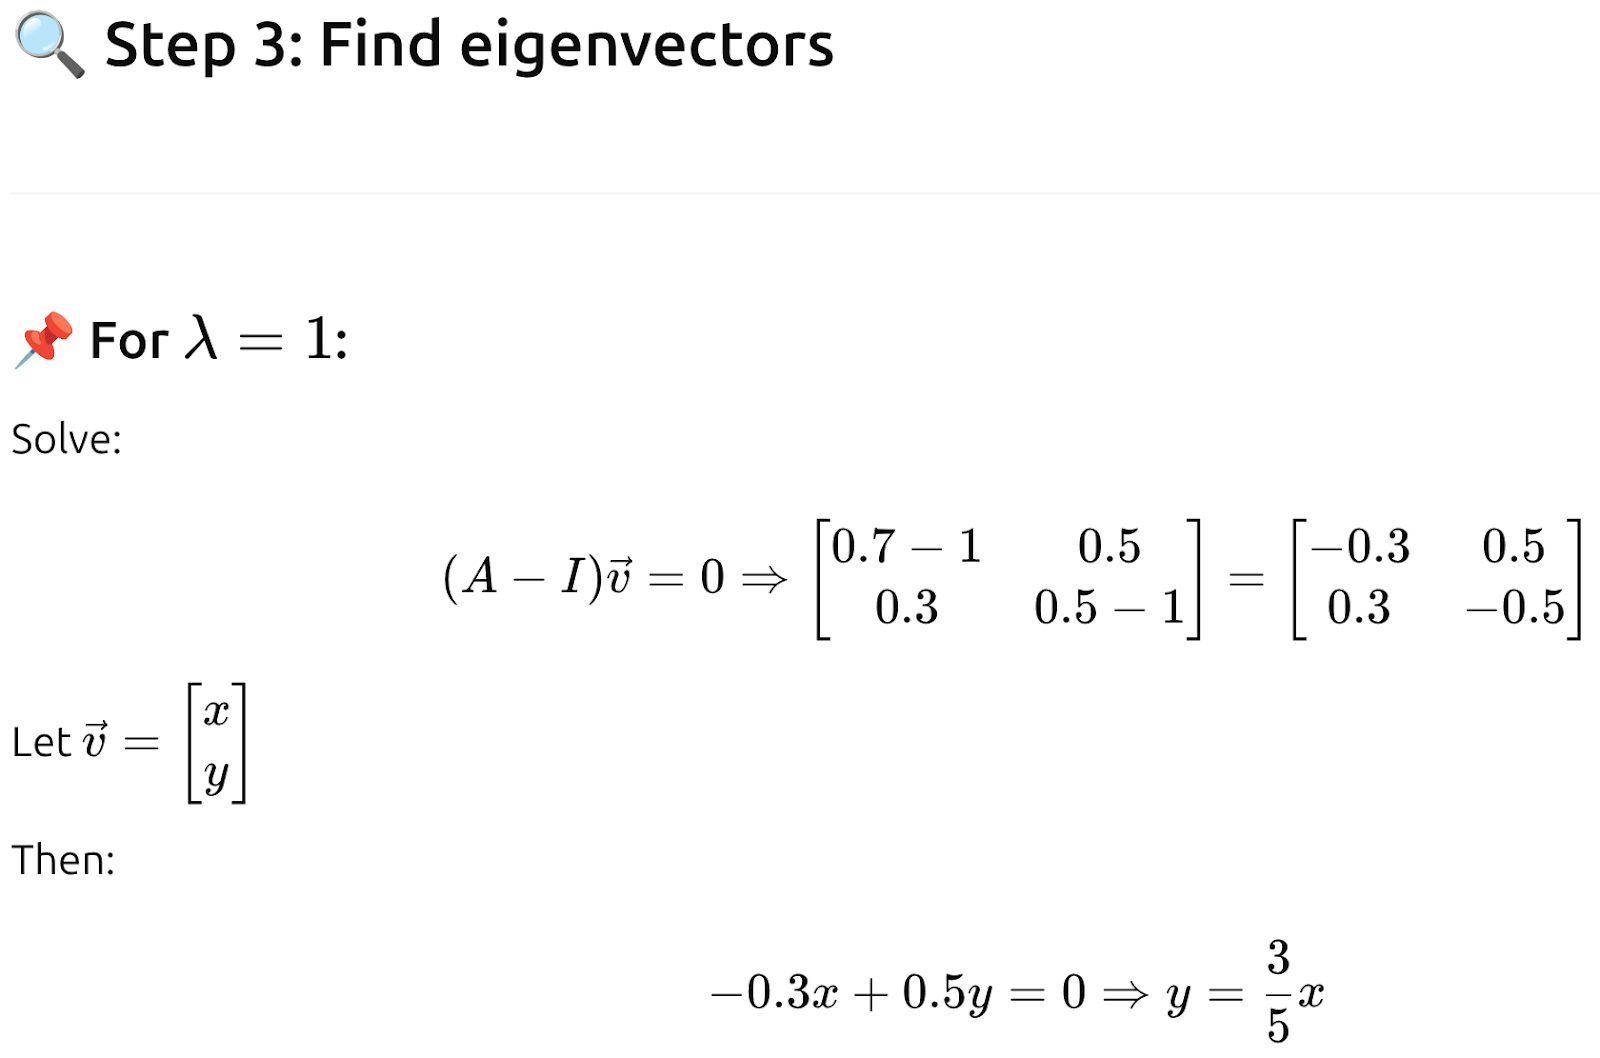 🔍 Step 3: Find eigenvectors
📌 For λ = 1:
Solve:
$(A - I)\vec{v} = 0 \Rightarrow \begin{bmatrix} 0.7 - 1 & 0.5 \\ 0.3 & 0.5 - 1 \end{bmatrix} = \begin{bmatrix} -0.3 & 0.5 \\ 0.3 & -0.5 \end{bmatrix}$
Let $\vec{v} = \begin{bmatrix} x \\ y \end{bmatrix}$
Then:
$-0.3x + 0.5y = 0 \Rightarrow y = \frac{3}{5}x$